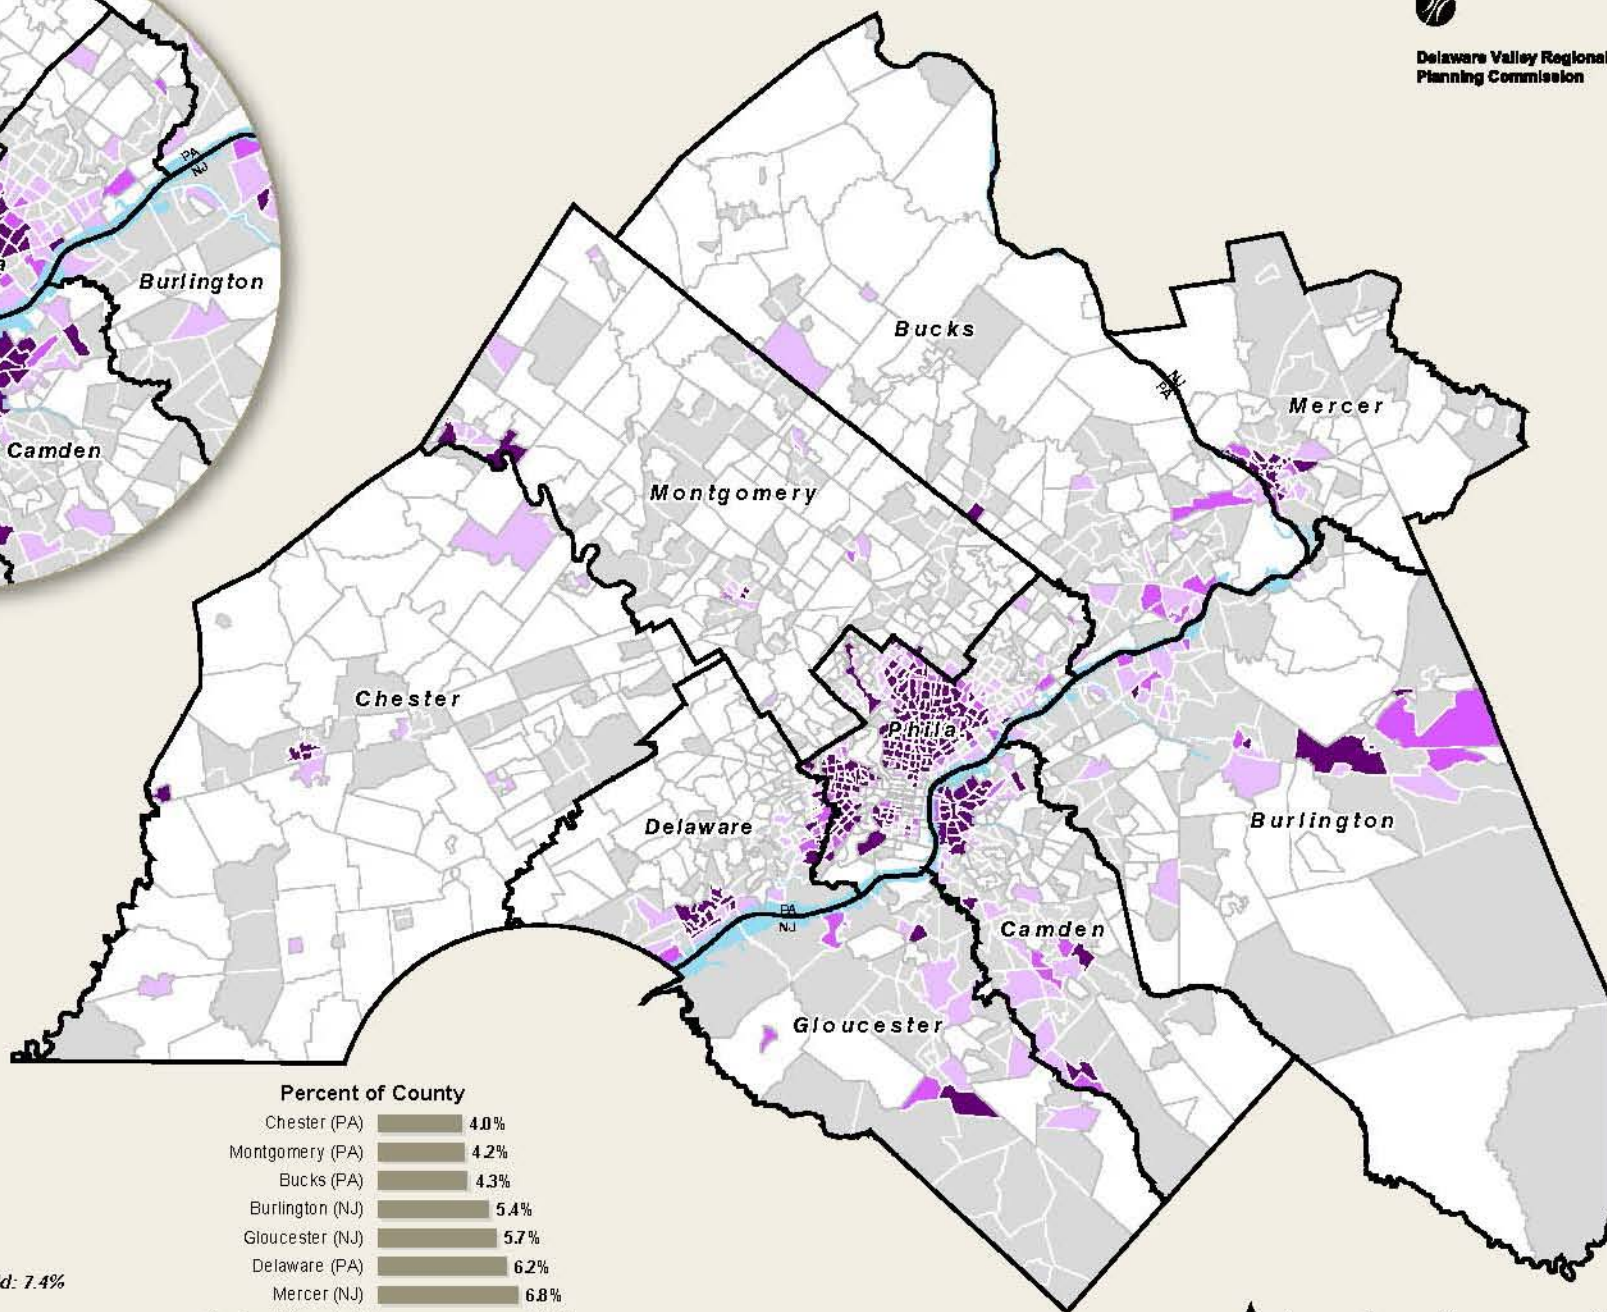 Delaware Valley Regional
Planning Commission
PA
NJ
Burlington
Camden
Bucks
NJ
PA
Mercer
Montgomery
Chester
Phila.
Delaware
Burlington
PA
NJ
Camden
Gloucester
Percent of County
Chester (PA) 4.0%
Montgomery (PA) 4.2%
Bucks (PA) 4.3%
Burlington (NJ) 5.4%
Gloucester (NJ) 5.7%
Delaware (PA) 6.2%
Mercer (NJ) 6.8%
d: 7.4%